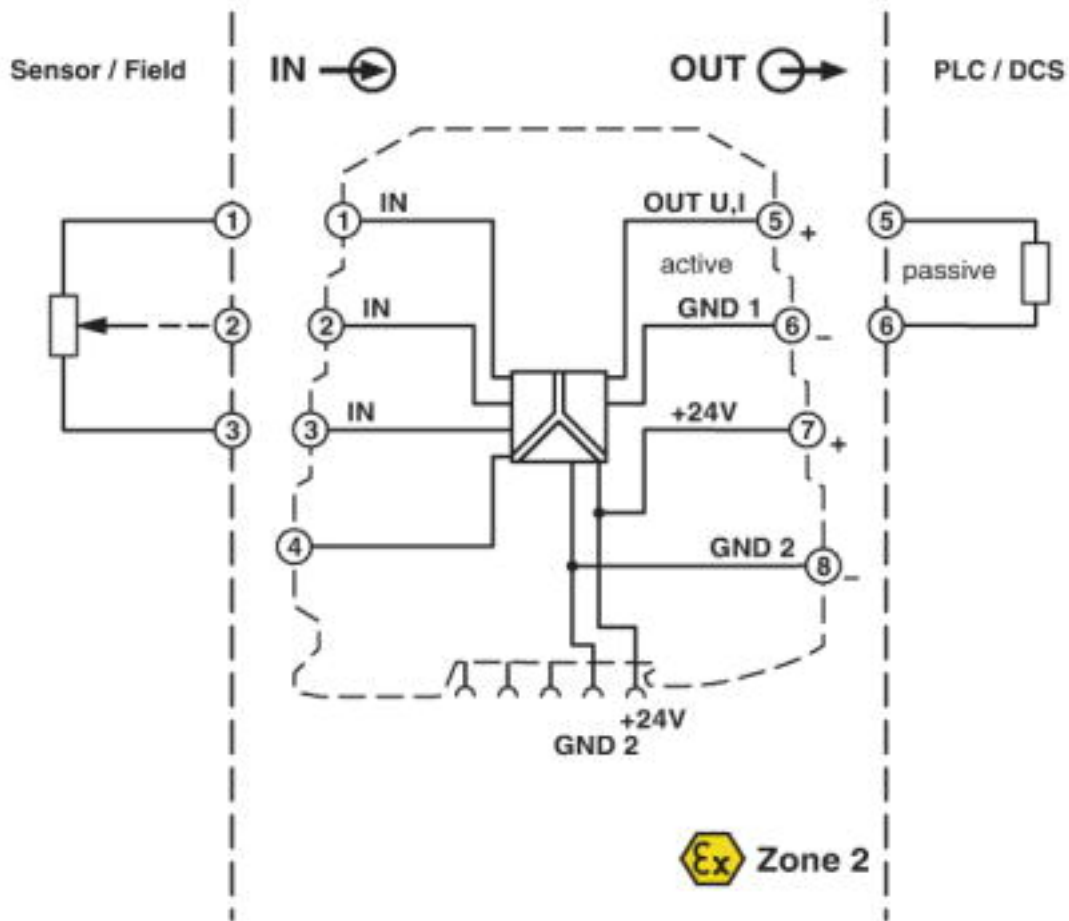 Sensor / Field
IN
OUT
PLC / DCS
1
1
IN
OUT U,I
5
+
5
active
passive
2
2
IN
GND 1
6
–
6
3
3
IN
+24V
7
+
4
GND 2
8
–
+24V
GND 2
Ex Zone 2